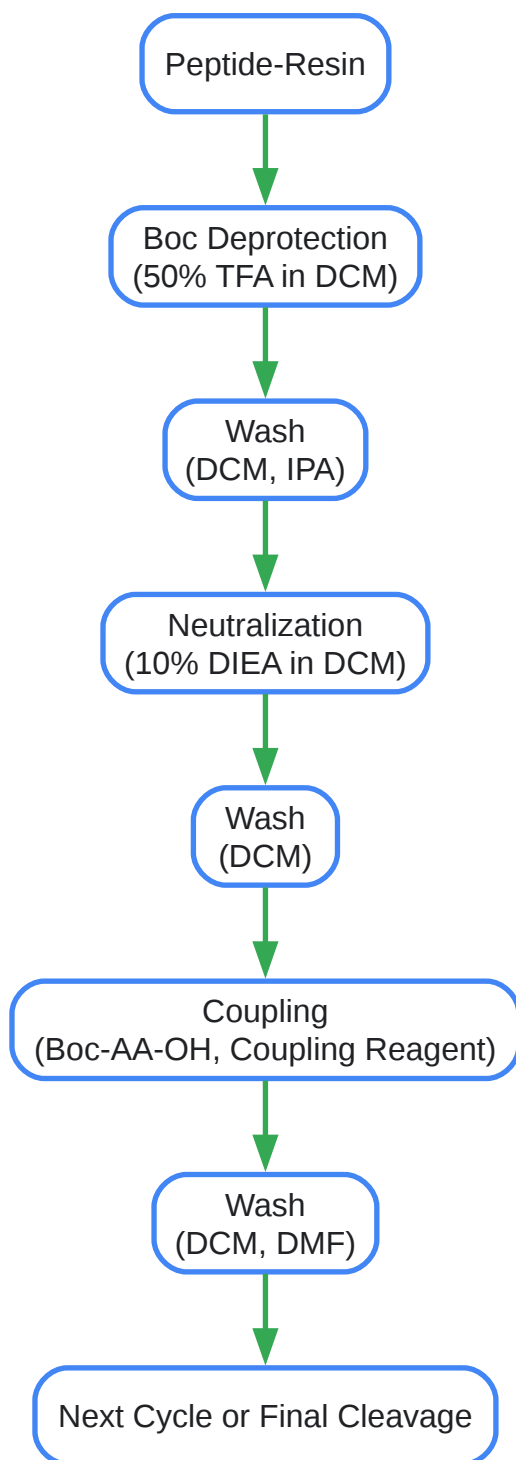 Peptide-Resin
Boc Deprotection
(50% TFA in DCM)
Wash
(DCM, IPA)
Neutralization
(10% DIEA in DCM)
Wash
(DCM)
Coupling
(Boc-AA-OH, Coupling Reagent)
Wash
(DCM, DMF)
Next Cycle or Final Cleavage